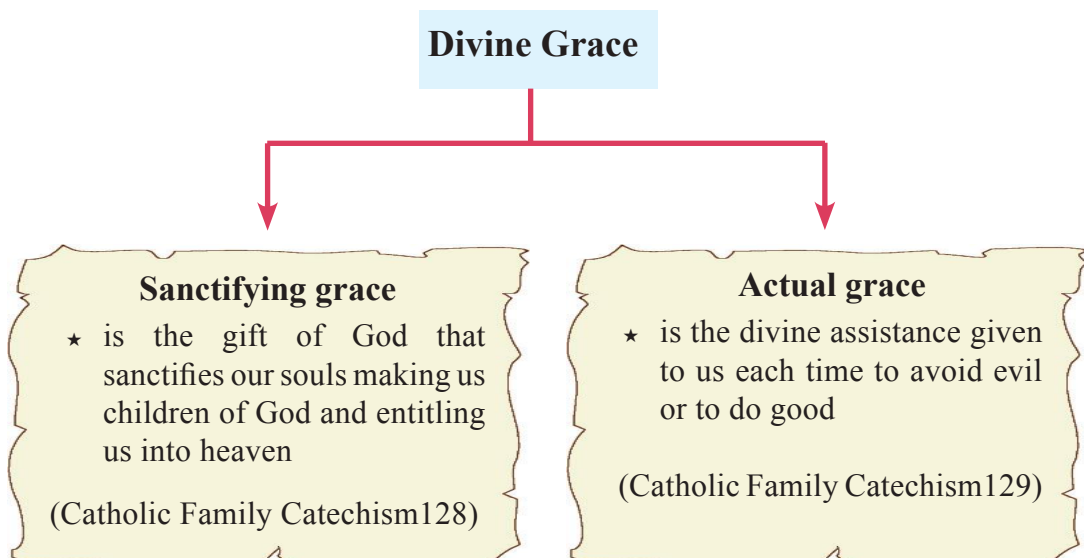 Divine Grace
Sanctifying grace
★ is the gift of God that
sanctifies our souls making us
children of God and entitling
us into heaven
(Catholic Family Catechism128)
Actual grace
★ is the divine assistance given
to us each time to avoid evil
or to do good
(Catholic Family Catechism129)